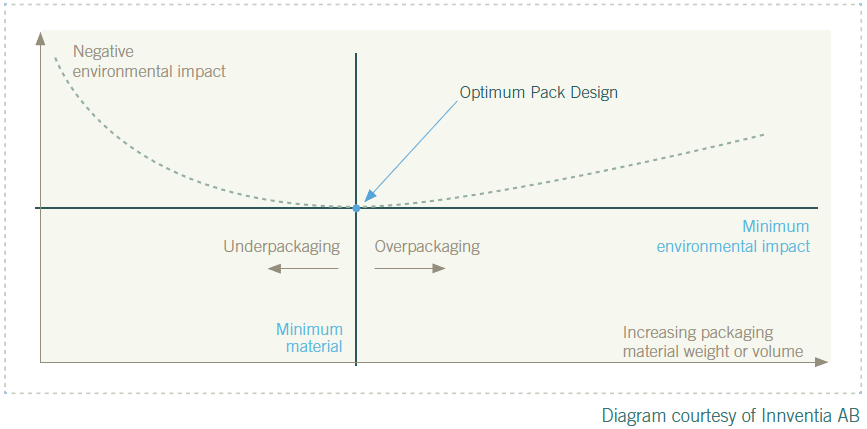 Negative
environmental impact
Optimum Pack Design
Minimum
environmental impact
Underpackaging
Overpackaging
Minimum
material
Increasing packaging
material weight or volume
Diagram courtesy of Innventia AB